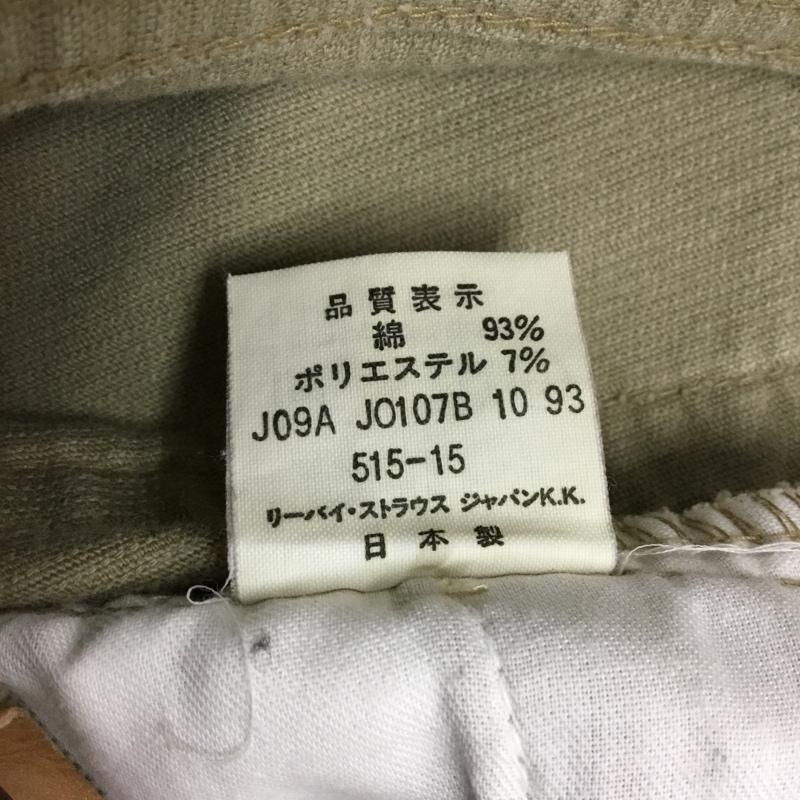 品質表示
綿 93%
ポリエステル 7%
J09A JO107B 10 93
515-15
リーバイ・ストラウス ジャパンK.K.
日本製